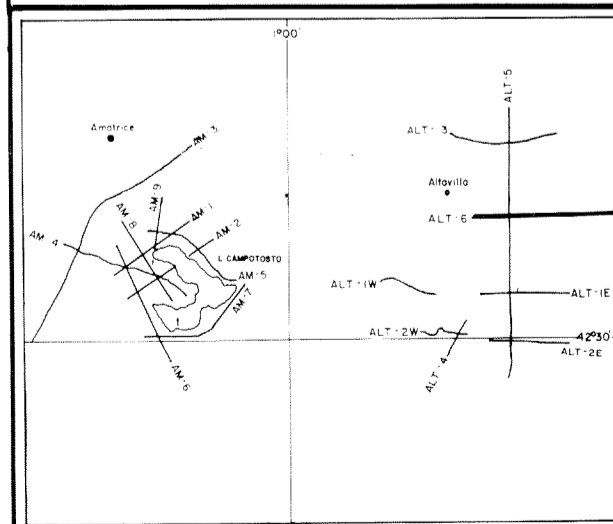 1°00'
ALT-5
Amatrice
AM-3
ALT-3
AM-9
AM-8
AM-1
AM-2
AM 4
Altavilla
ALT-6
L. CAMPOTOSTO
AM-5
AM-7
ALT-1W
ALT-1E
ALT-2W
42°30'
ALT-2E
ALT-4
AM-6